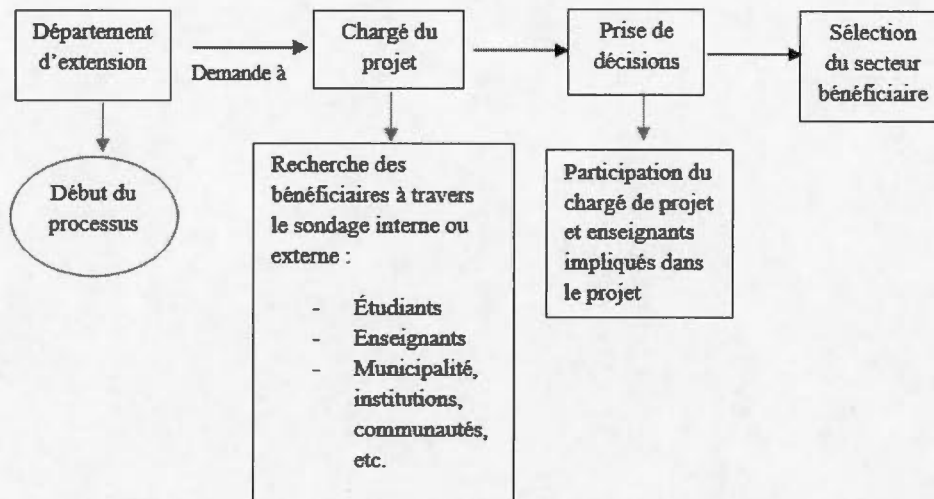 Département
d'extension
Demande à
Chargé du
projet
Prise de
décisions
Sélection
du secteur
bénéficiaire
Début du
processus
Recherche des
bénéficiaires à travers
le sondage interne ou
externe :
- Étudiants
- Enseignants
- Municipalité,
institutions,
communautés,
etc.
Participation du
chargé de projet
et enseignants
impliqués dans
le projet